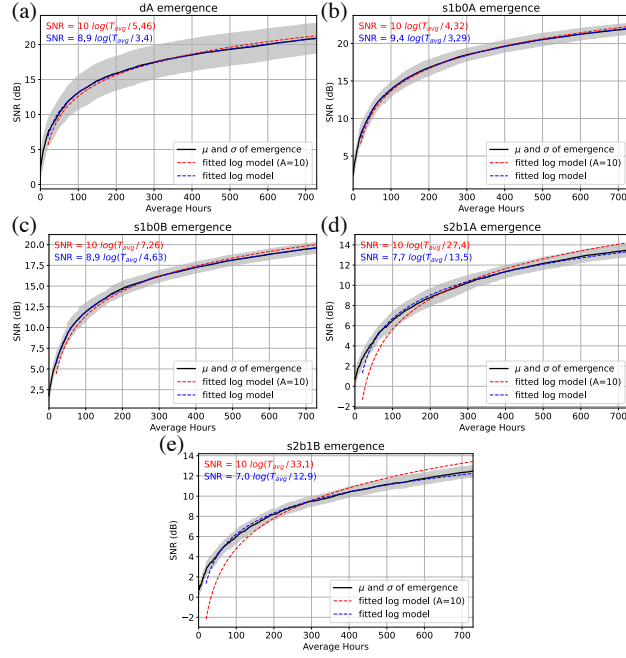 (a)
dA emergence
SNR = 10 log(T_avg / 5,46)
SNR = 8,9 log(T_avg / 3,4)
SNR (dB)
20
15
10
5
0
μ and σ of emergence
fitted log model (A=10)
fitted log model
0 100 200 300 400 500 600 700
Average Hours
(b)
s1b0A emergence
SNR = 10 log(T_avg / 4,32)
SNR = 9,4 log(T_avg / 3,29)
SNR (dB)
20
15
10
5
0
μ and σ of emergence
fitted log model (A=10)
fitted log model
0 100 200 300 400 500 600 700
Average Hours
(c)
s1b0B emergence
SNR = 10 log(T_avg / 7,26)
SNR = 8,9 log(T_avg / 4,63)
SNR (dB)
20.0
17.5
15.0
12.5
10.0
7.5
5.0
2.5
μ and σ of emergence
fitted log model (A=10)
fitted log model
0 100 200 300 400 500 600 700
Average Hours
(d)
s2b1A emergence
SNR = 10 log(T_avg / 27,4)
SNR = 7,7 log(T_avg / 13,5)
SNR (dB)
14
12
10
8
6
4
2
0
−2
μ and σ of emergence
fitted log model (A=10)
fitted log model
0 100 200 300 400 500 600 700
Average Hours
(e)
s2b1B emergence
SNR = 10 log(T_avg / 33,1)
SNR = 7,0 log(T_avg / 12,9)
SNR (dB)
14
12
10
8
6
4
2
0
−2
μ and σ of emergence
fitted log model (A=10)
fitted log model
0 100 200 300 400 500 600 700
Average Hours